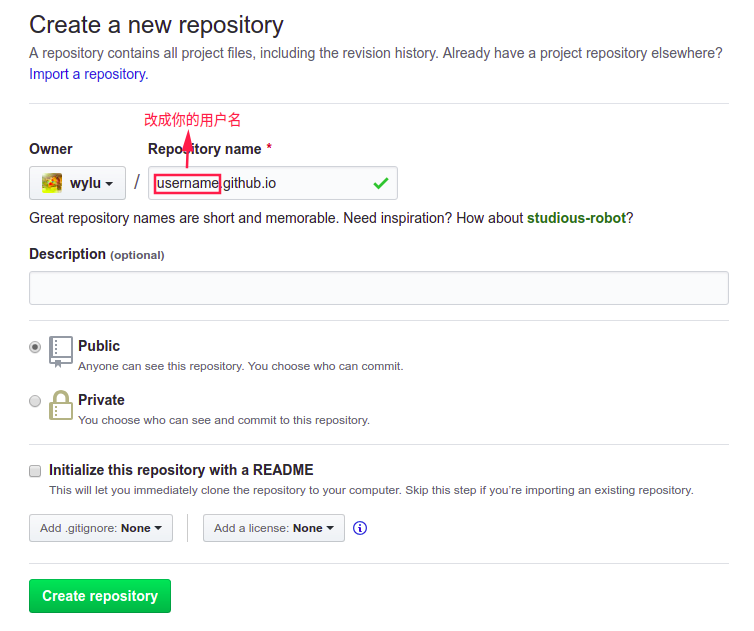 Create a new repository
A repository contains all project files, including the revision history. Already have a project repository elsewhere?
Import a repository.
改成你的用户名
Owner
Repository name *
wylu / username.github.io
Great repository names are short and memorable. Need inspiration? How about studious-robot?
Description (optional)
Public
Anyone can see this repository. You choose who can commit.
Private
You choose who can see and commit to this repository.
Initialize this repository with a README
This will let you immediately clone the repository to your computer. Skip this step if you’re importing an existing repository.
Add .gitignore: None Add a license: None
Create repository